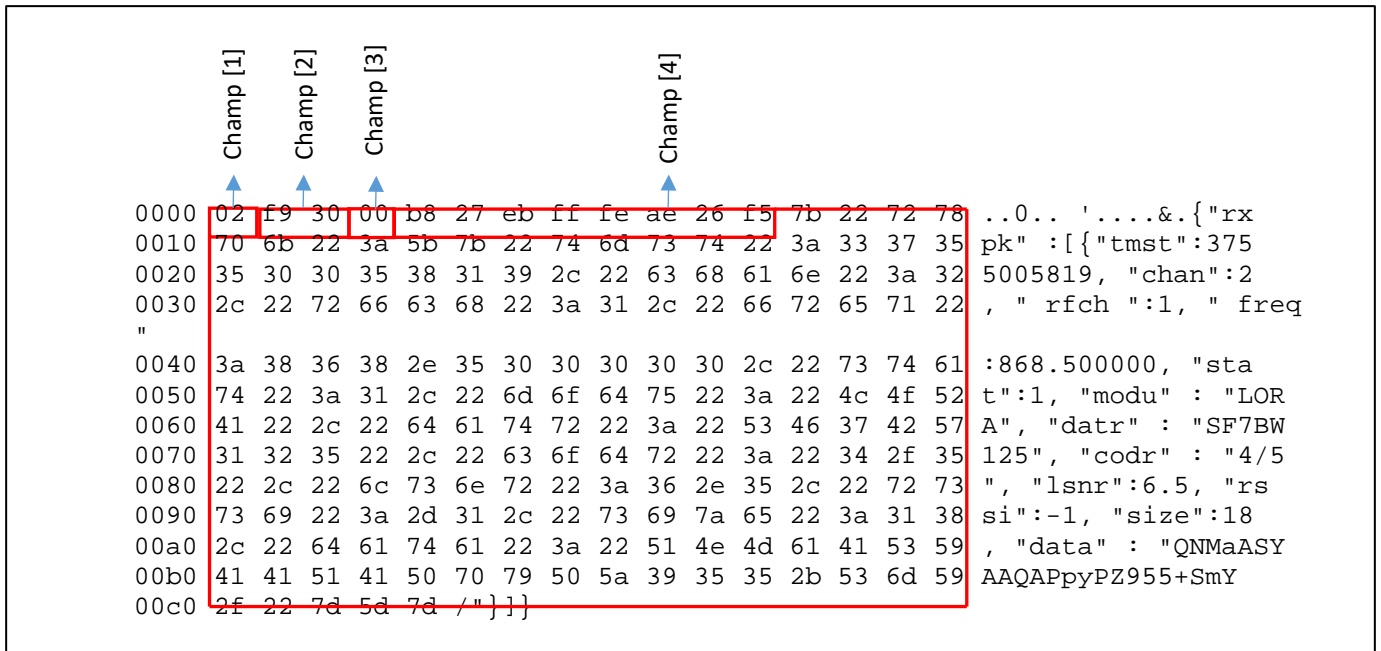 Champ [1]
Champ [2]
Champ [3]
Champ [4]
0000 02 f9 30 00 b8 27 eb ff fe ae 26 f5 7b 22 72 78 ..0.. '....&.{"rx
0010 70 6b 22 3a 5b 7b 22 74 6d 73 74 22 3a 33 37 35 pk" :[{"tmst":375
0020 35 30 30 35 38 31 39 2c 22 63 68 61 6e 22 3a 32 5005819, "chan":2
0030 2c 22 72 66 63 68 22 3a 31 2c 22 66 72 65 71 22 , " rfch ":1, " freq
"
0040 3a 38 36 38 2e 35 30 30 30 30 30 2c 22 73 74 61 :868.500000, "sta
0050 74 22 3a 31 2c 22 6d 6f 64 75 22 3a 22 4c 4f 52 t":1, "modu" : "LOR
0060 41 22 2c 22 64 61 74 72 22 3a 22 53 46 37 42 57 A", "datr" : "SF7BW
0070 31 32 35 22 2c 22 63 6f 64 72 22 3a 22 34 2f 35 125", "codr" : "4/5
0080 22 2c 22 6c 73 6e 72 22 3a 36 2e 35 2c 22 72 73 ", "lsnr":6.5, "rs
0090 73 69 22 3a 2d 31 2c 22 73 69 7a 65 22 3a 31 38 si":-1, "size":18
00a0 2c 22 64 61 74 61 22 3a 22 51 4e 4d 61 41 53 59 , "data" : "QNMaASY
00b0 41 41 51 41 50 70 79 50 5a 39 35 35 2b 53 6d 59 AAQAPpyPZ955+SmY
00c0 2f 22 7d 5d 7d /"}]}